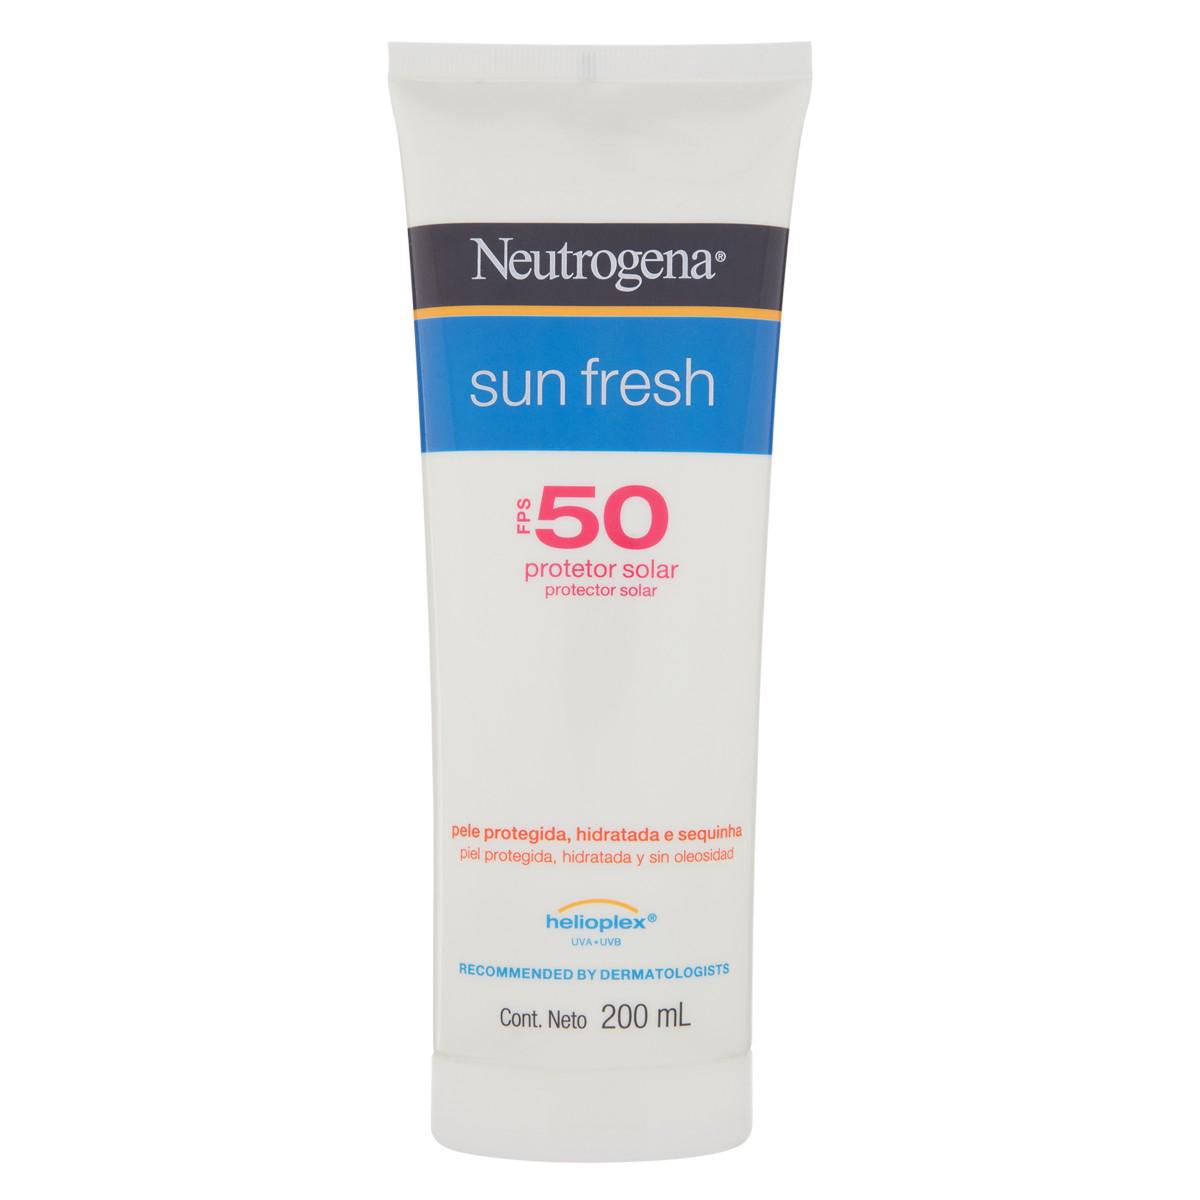 Neutrogena®
sun fresh
FPS 50
protetor solar
protector solar
pele protegida, hidratada e sequinha
piel protegida, hidratada y sin oleosidad
helioplex®
UVA • UVB
RECOMMENDED BY DERMATOLOGISTS
Cont. Neto 200 mL